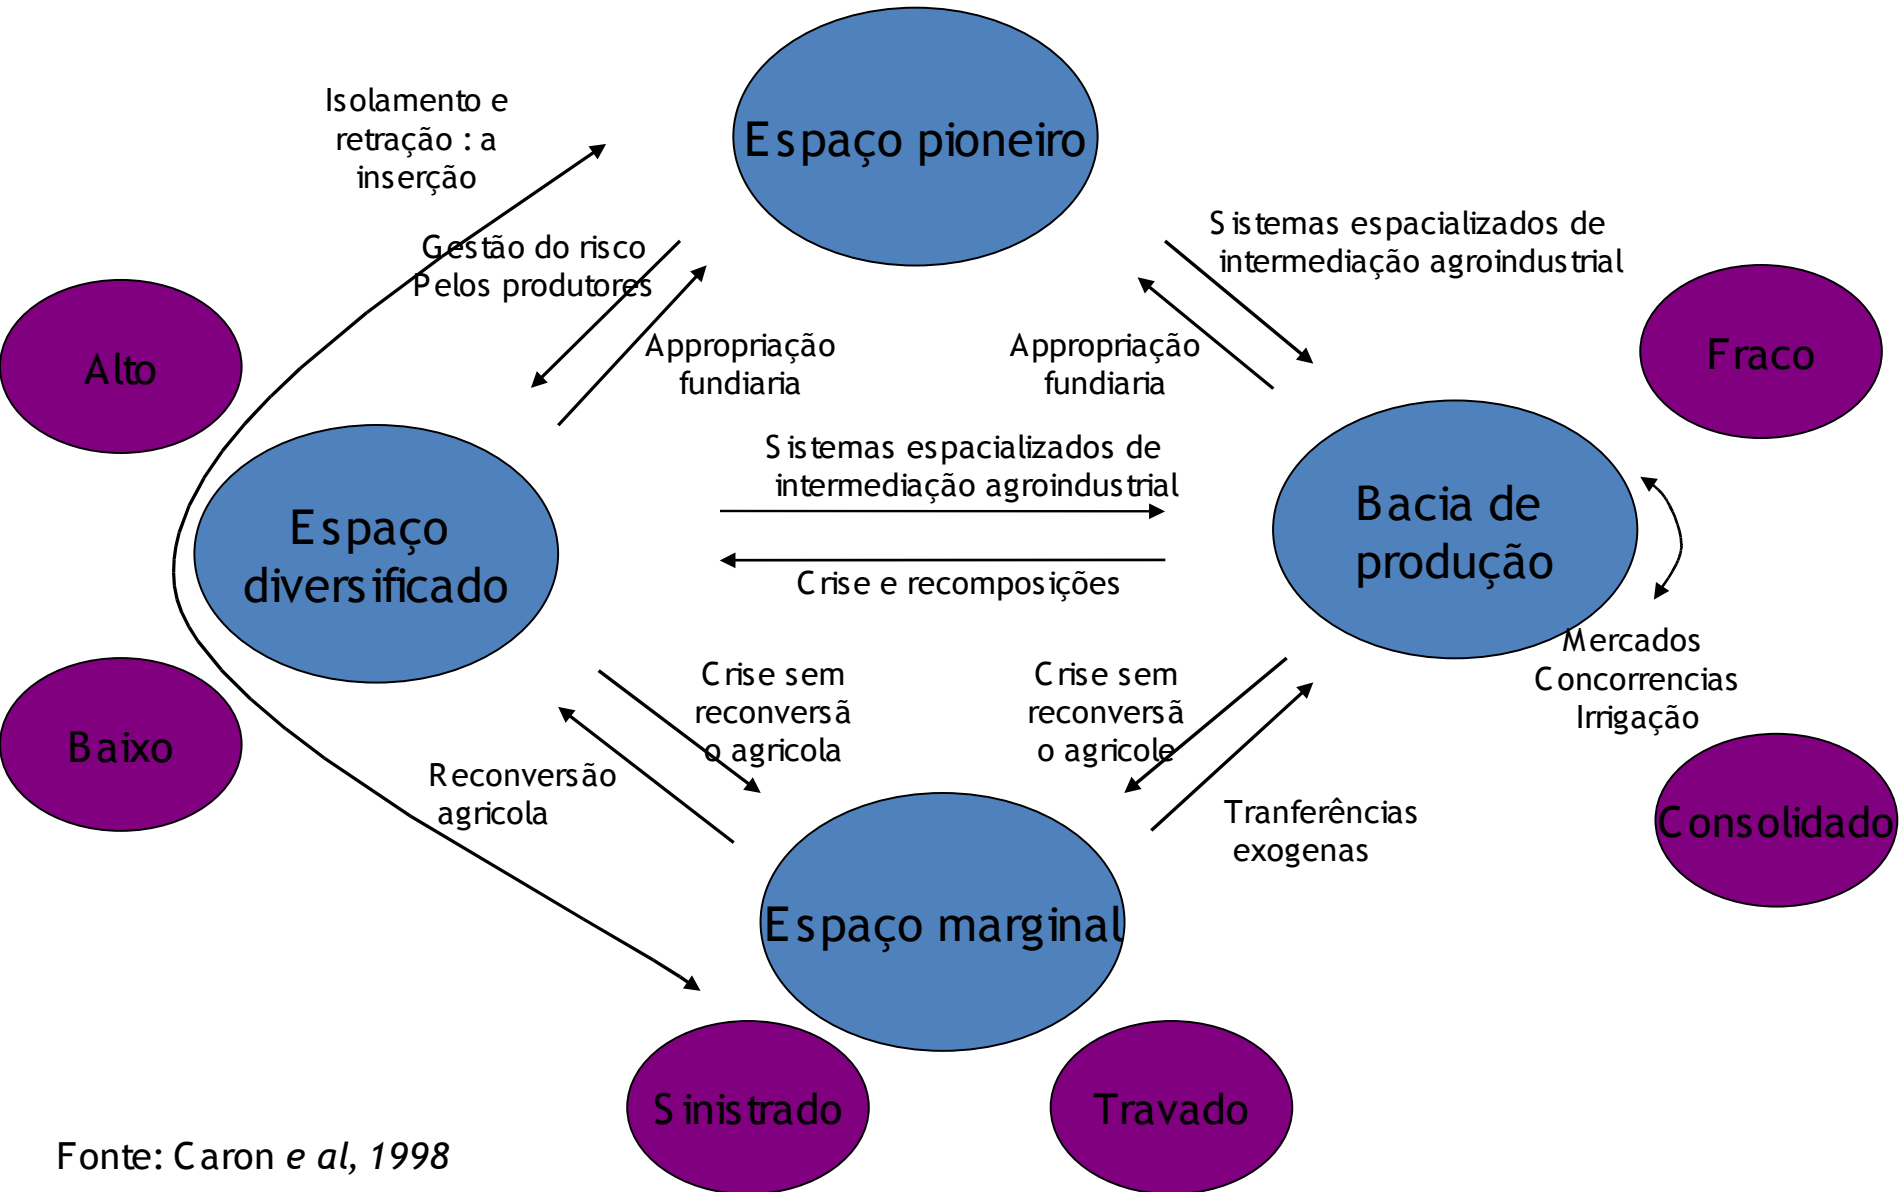 Espaço pioneiro
Isolamento e
retração : a
inserção
Gestão do risco
Pelos produtores
Sistemas espacializados de
intermediação agroindustrial
Alto
Appropriação
fundiaria
Appropriação
fundiaria
Fraco
Sistemas espacializados de
intermediação agroindustrial
Espaço
diversificado
Bacia de
produção
Crise e recomposições
Mercados
Concorrencias
Irrigação
Baixo
Crise sem
reconversã
o agricola
Crise sem
reconversã
o agricole
Reconversão
agricola
Tranferências
exogenas
Consolidado
Espaço marginal
Sinistrado
Travado
Fonte: Caron e al, 1998